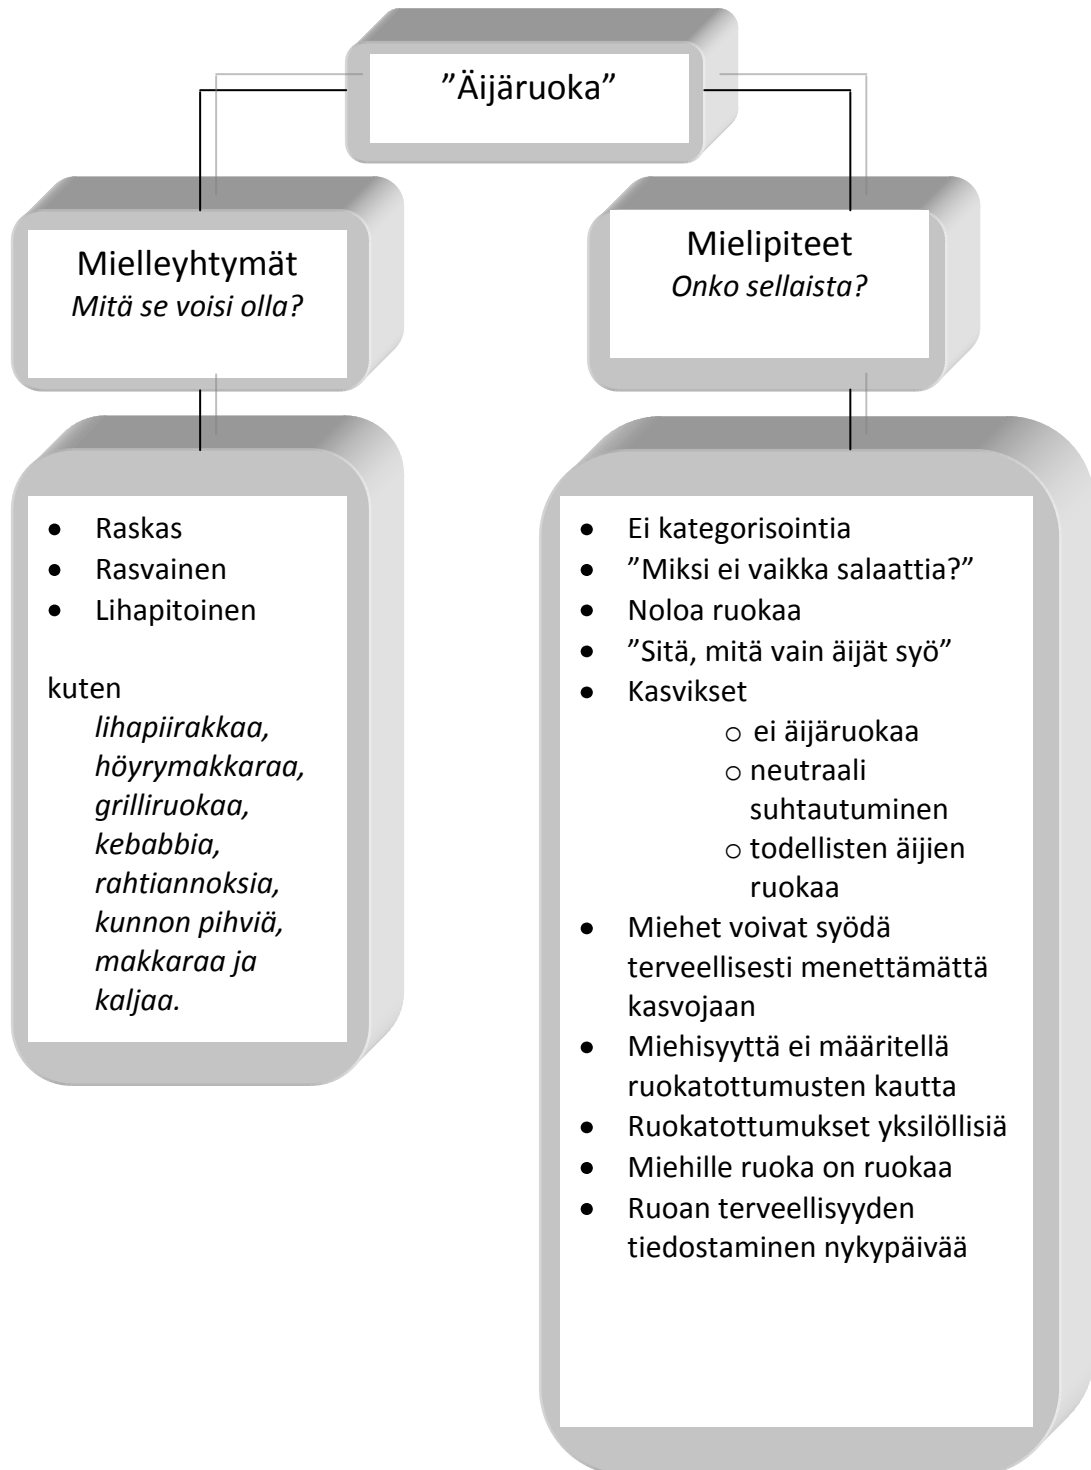 ”Äijäruoka”
Mielleyhtymät
Mitä se voisi olla?
• Raskas
• Rasvainen
• Lihapitoinen
kuten
lihapiirakkaa,
höyrymakkaraa,
grilliruokaa,
kebabbia,
rahtiannoksia,
kunnon pihviä,
makkaraa ja
kaljaa.
Mielipiteet
Onko sellaista?
• Ei kategorisointia
• ”Miksi ei vaikka salaattia?”
• Noloa ruokaa
• ”Sitä, mitä vain äijät syö”
• Kasvikset
o ei äijäruokaa
o neutraali
suhtautuminen
o todellisten äijien
ruokaa
• Miehet voivat syödä
terveellisesti menettämättä
kasvojaan
• Miehisyyttä ei määritellä
ruokatottumusten kautta
• Ruokatottumukset yksilöllisiä
• Miehille ruoka on ruokaa
• Ruoan terveellisyyden
tiedostaminen nykypäivää